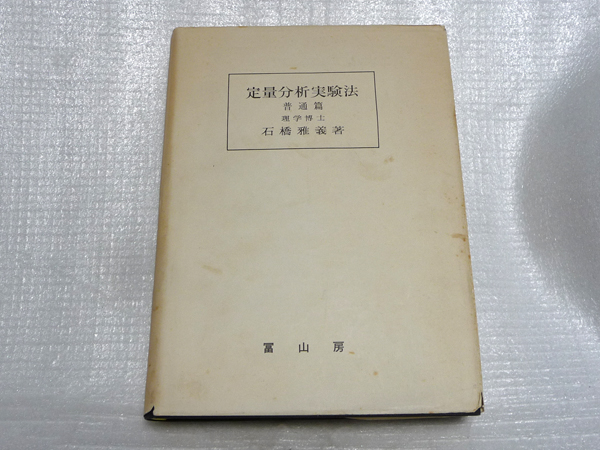 定量分析実験法
普通篇
理学博士
石橋雅義著
冨山房